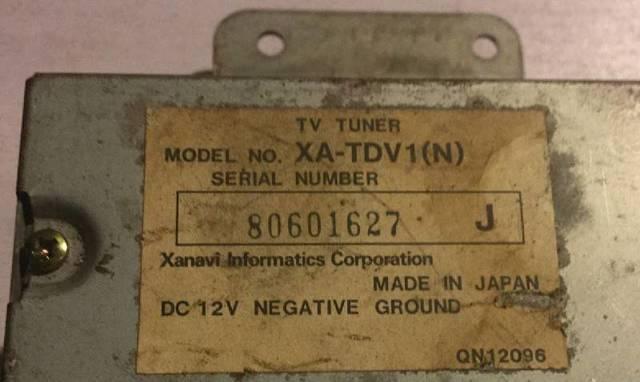 TV TUNER
MODEL NO. XA-TDV1(N)
SERIAL NUMBER
80601627 J
Xanavi Informatics Corporation
MADE IN JAPAN
DC 12V NEGATIVE GROUND
QN12096